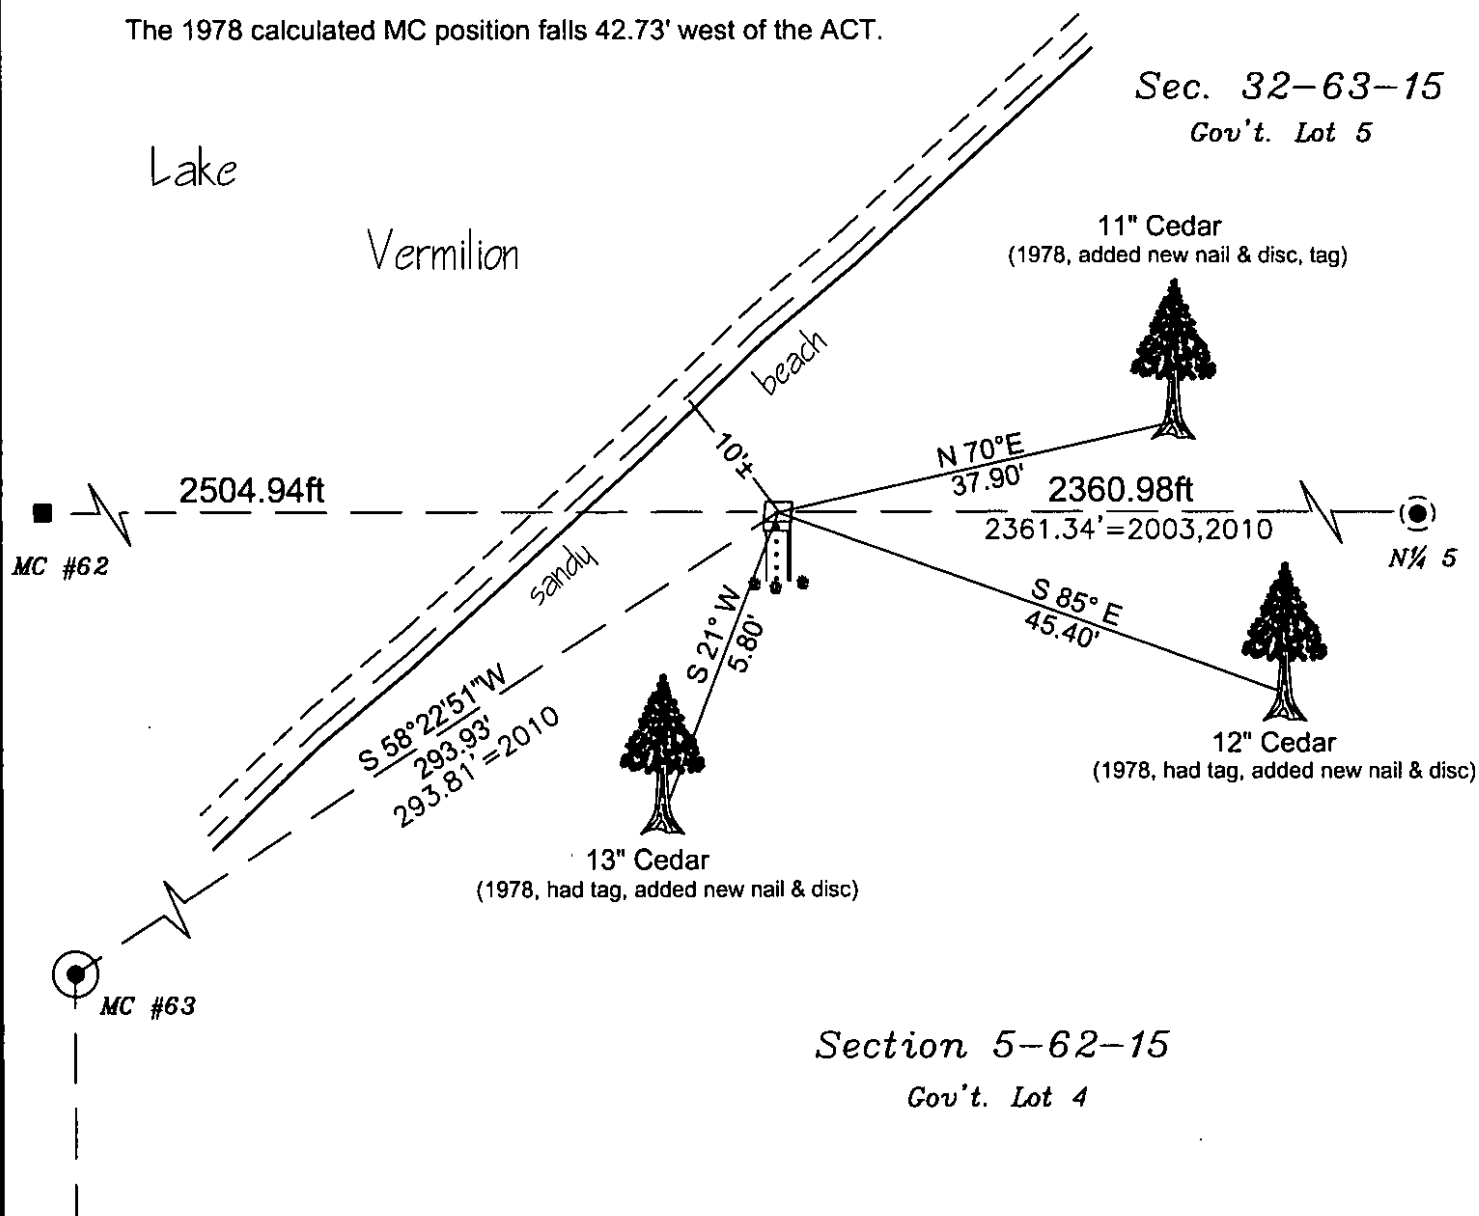 The 1978 calculated MC position falls 42.73' west of the ACT.
Sec. 32-63-15
Gov't. Lot 5
Lake
Vermilion
11" Cedar
(1978, added new nail & disc, tag)
beach
10'±
N 70°E
37.90'
2504.94ft
2360.98ft
2361.34'=2003,2010
MC #62
N¼ 5
sandy
S 85° E
45.40'
S 21° W
5.80'
S 58°22'51"W
293.93'
293.81'=2010
12" Cedar
(1978, had tag, added new nail & disc)
13" Cedar
(1978, had tag, added new nail & disc)
MC #63
Section 5-62-15
Gov't. Lot 4